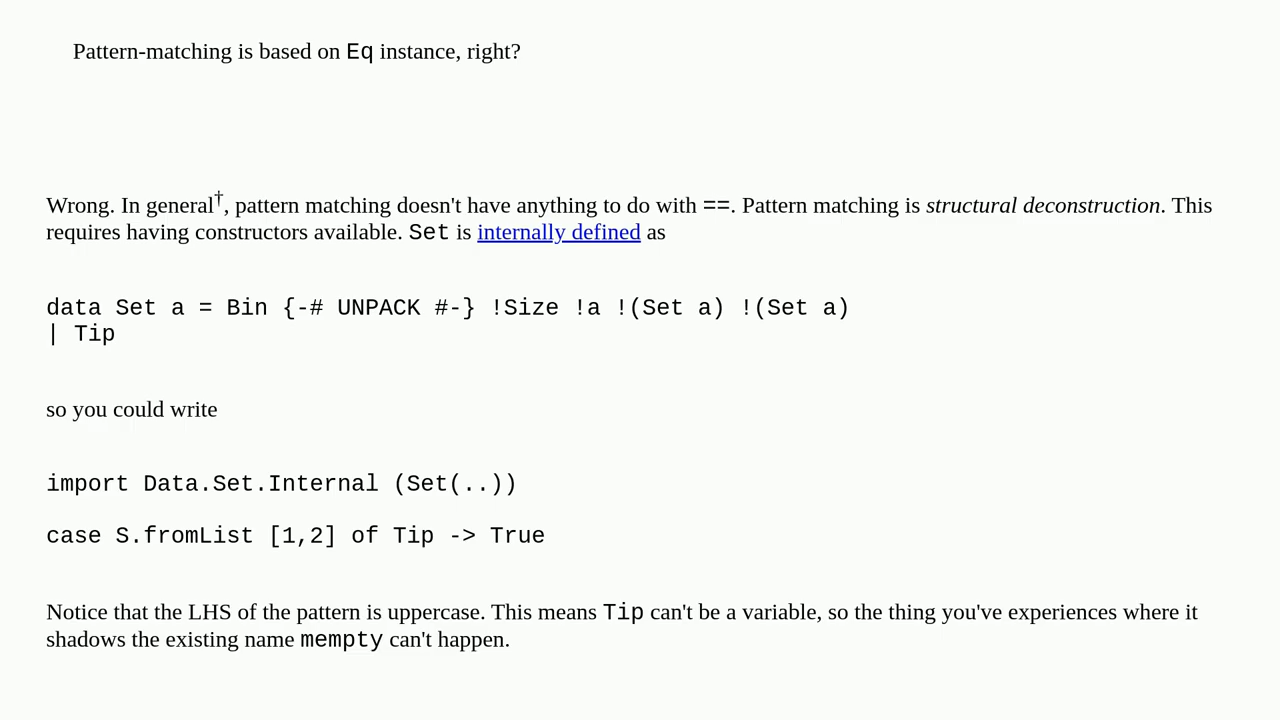 Pattern-matching is based on Eq instance, right?
Wrong. In general†, pattern matching doesn't have anything to do with ==. Pattern matching is structural deconstruction. This
requires having constructors available. Set is internally defined as
data Set a = Bin {-# UNPACK #-} !Size !a !(Set a) !(Set a)
| Tip
so you could write
import Data.Set.Internal (Set(..))
case S.fromList [1,2] of Tip -> True
Notice that the LHS of the pattern is uppercase. This means Tip can't be a variable, so the thing you've experiences where it
shadows the existing name mempty can't happen.